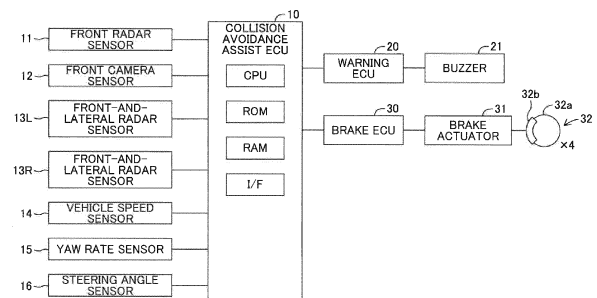 10
COLLISION
AVOIDANCE
ASSIST ECU
CPU
ROM
RAM
I/F
11
FRONT RADAR
SENSOR
12
FRONT CAMERA
SENSOR
13L
FRONT-AND-
LATERAL RADAR
SENSOR
13R
FRONT-AND-
LATERAL RADAR
SENSOR
14
VEHICLE SPEED
SENSOR
15
YAW RATE SENSOR
16
STEERING ANGLE
SENSOR
20
WARNING
ECU
21
BUZZER
30
BRAKE ECU
31
BRAKE
ACTUATOR
32b
32a
32
×4